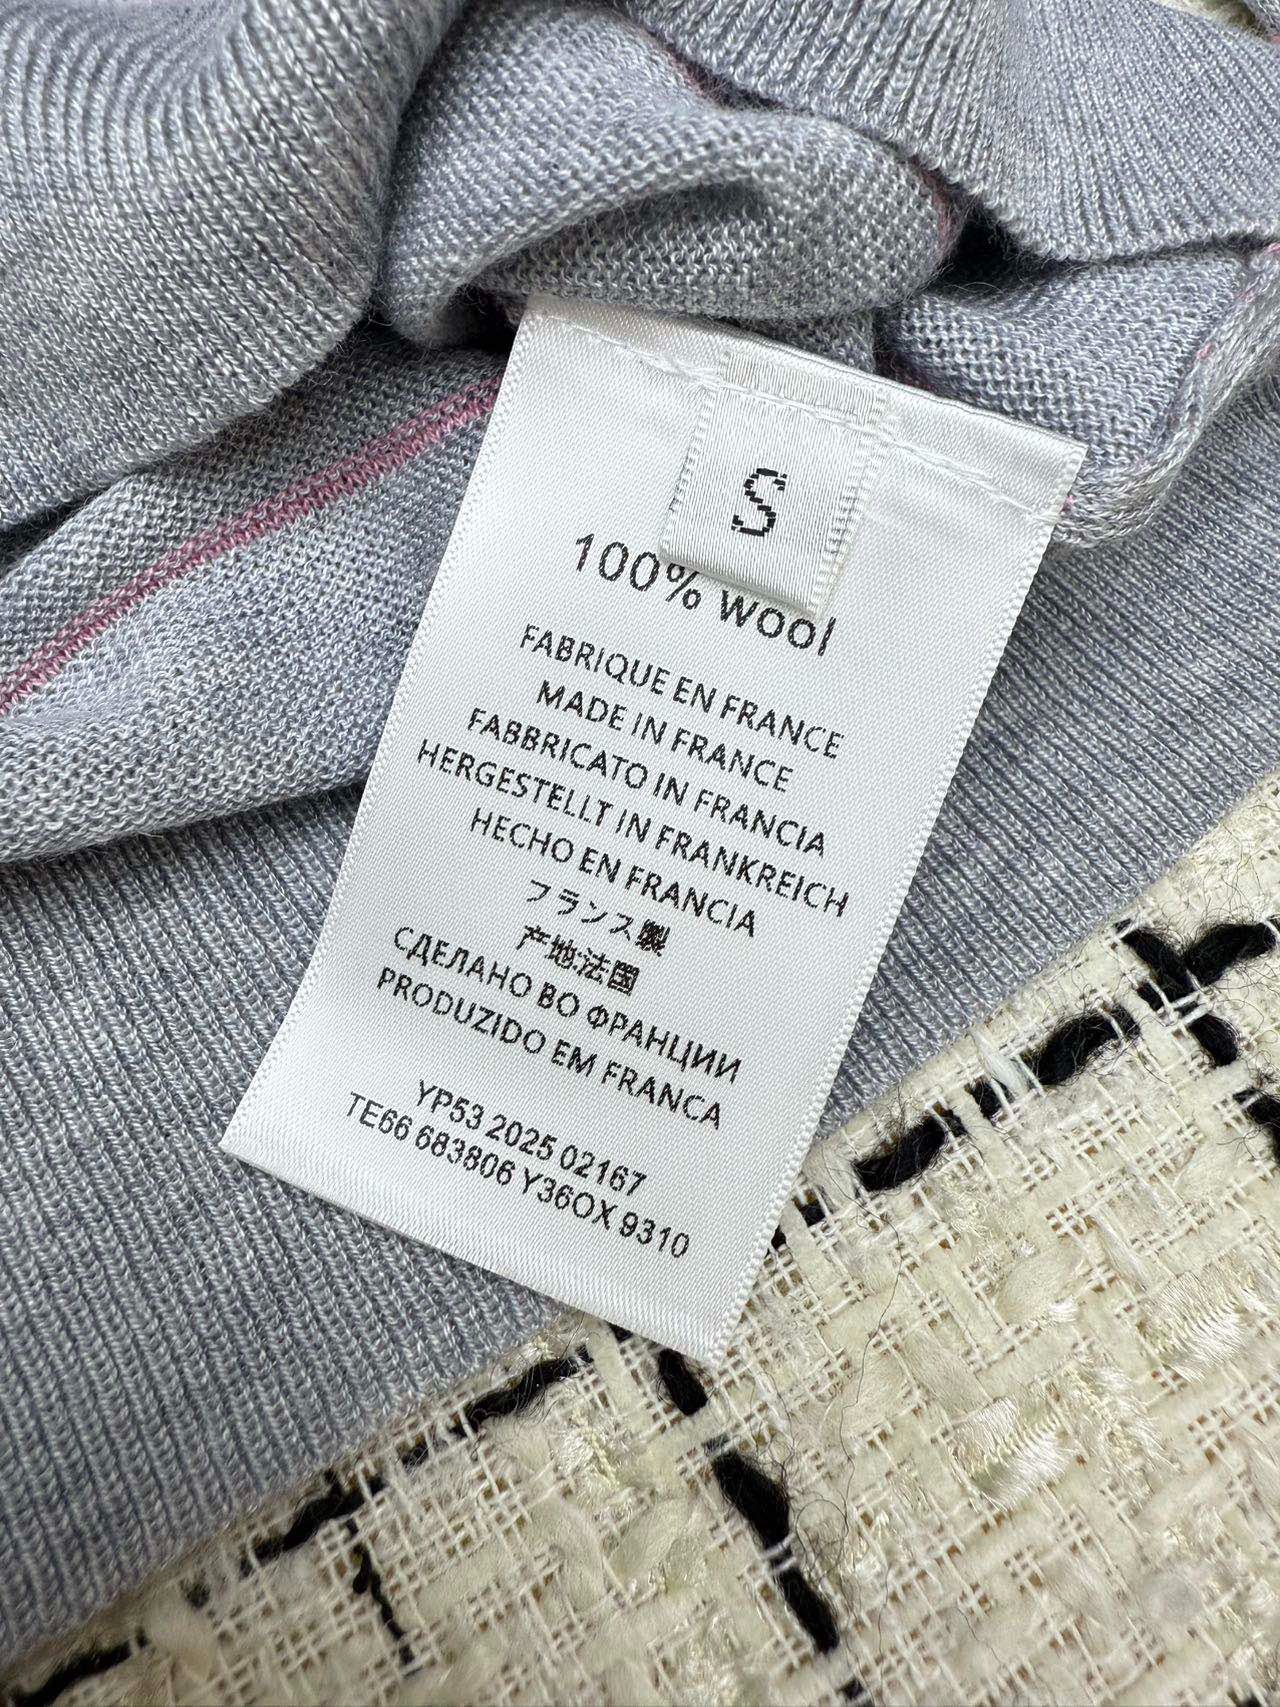 S
100% wool
FABRIQUE EN FRANCE
MADE IN FRANCE
FABBRICATO IN FRANCIA
HERGESTELLT IN FRANKREICH
HECHO EN FRANCIA
フランス製
产地法国
СДЕЛАНО ВО ФРАНЦИИ
PRODUZIDO EM FRANCA
YP53 2025 02167
TE66 683806 Y36OX 9310